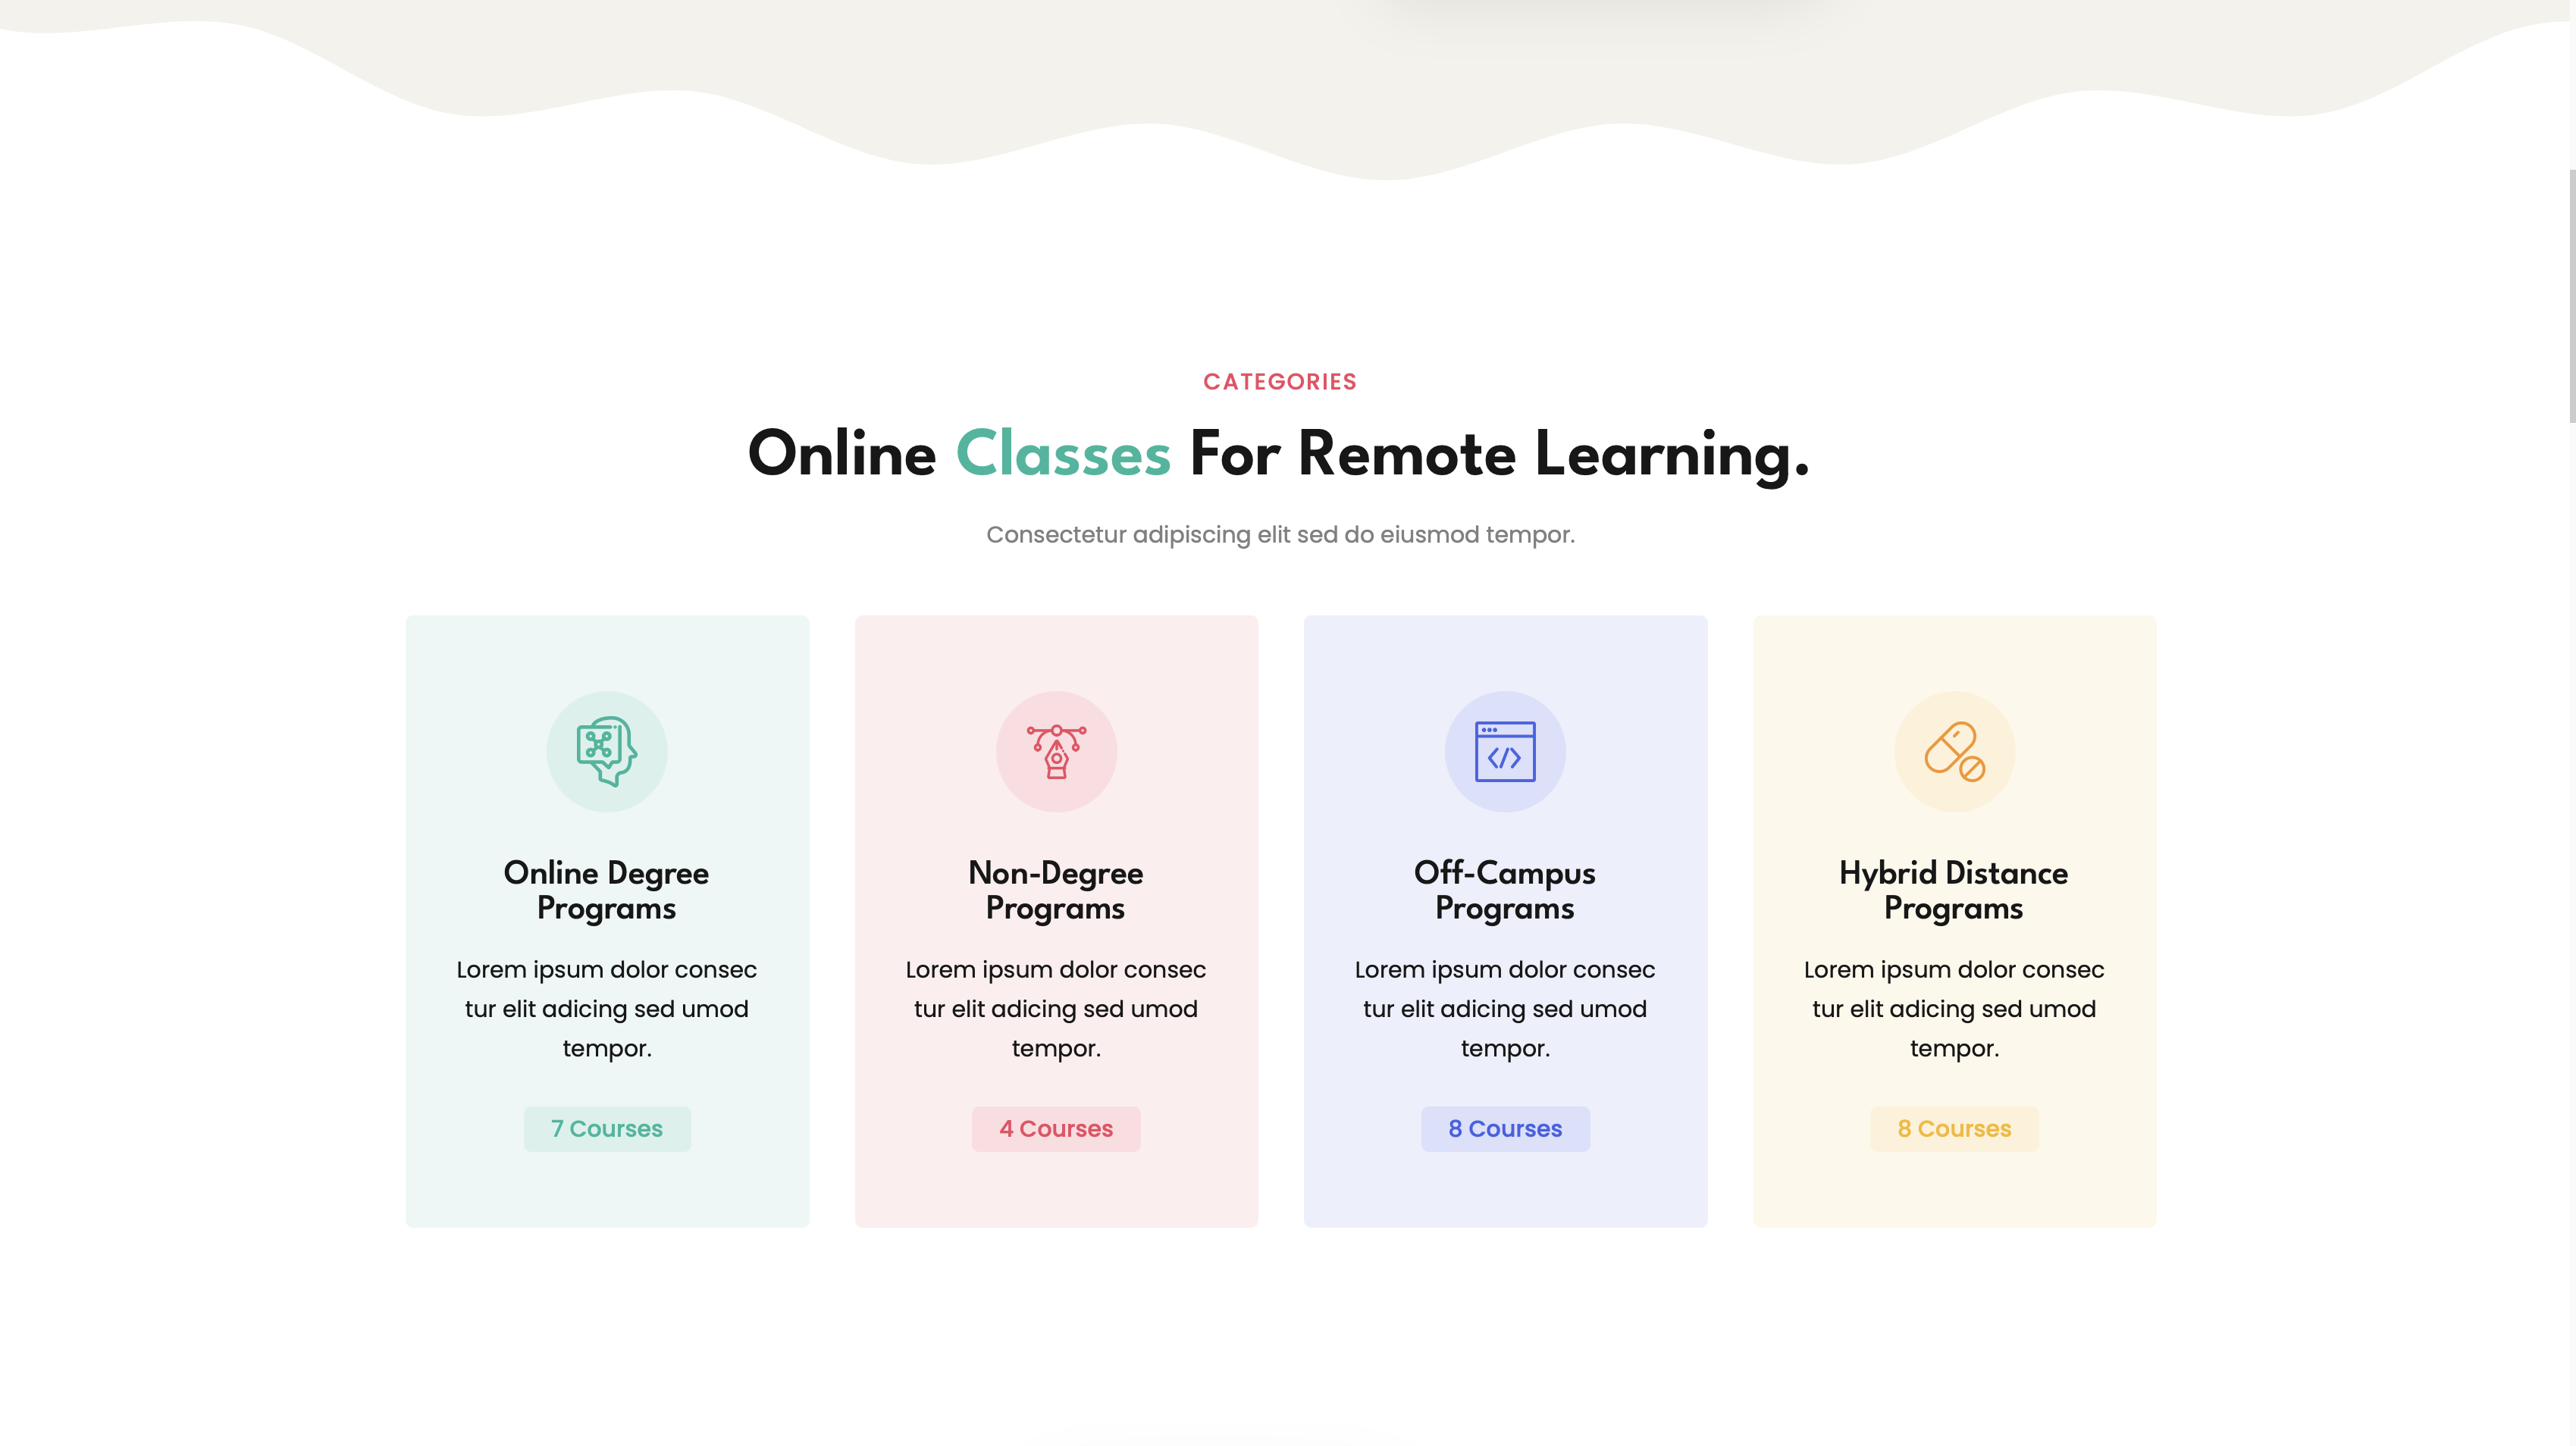 CATEGORIES
Online Classes For Remote Learning.
Consectetur adipiscing elit sed do eiusmod tempor.
Online Degree
Programs
Lorem ipsum dolor consec
tur elit adicing sed umod
tempor.
7 Courses
Non-Degree
Programs
Lorem ipsum dolor consec
tur elit adicing sed umod
tempor.
4 Courses
Off-Campus
Programs
Lorem ipsum dolor consec
tur elit adicing sed umod
tempor.
8 Courses
Hybrid Distance
Programs
Lorem ipsum dolor consec
tur elit adicing sed umod
tempor.
8 Courses